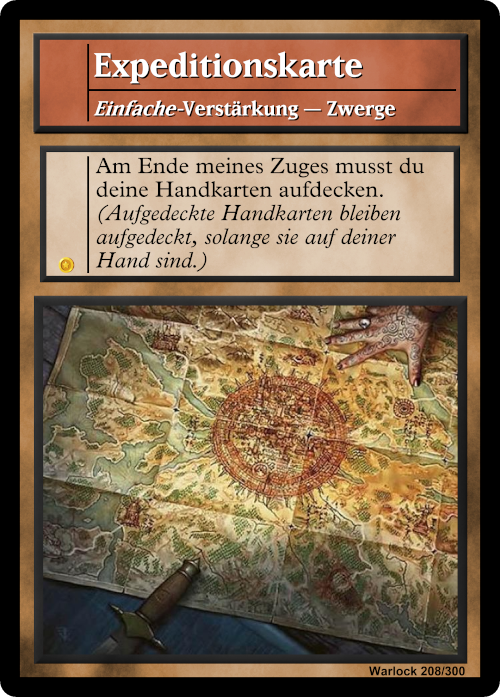 Expeditionskarte
Einfache-Verstärkung — Zwerge
Am Ende meines Zuges musst du
deine Handkarten aufdecken.
(Aufgedeckte Handkarten bleiben
aufgedeckt, solange sie auf deiner
Hand sind.)
Warlock 208/300